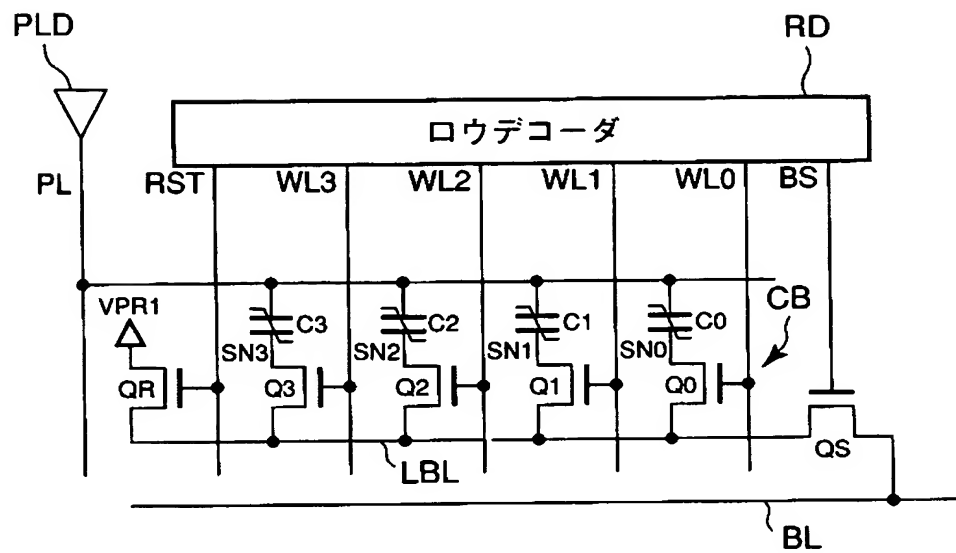 PLD
RD
ロウデコーダ
PL RST WL3 WL2 WL1 WL0 BS
VPR1 C3 C2 C1 C0 CB
SN3 SN2 SN1 SN0
QR Q3 Q2 Q1 Q0
QS
LBL
BL